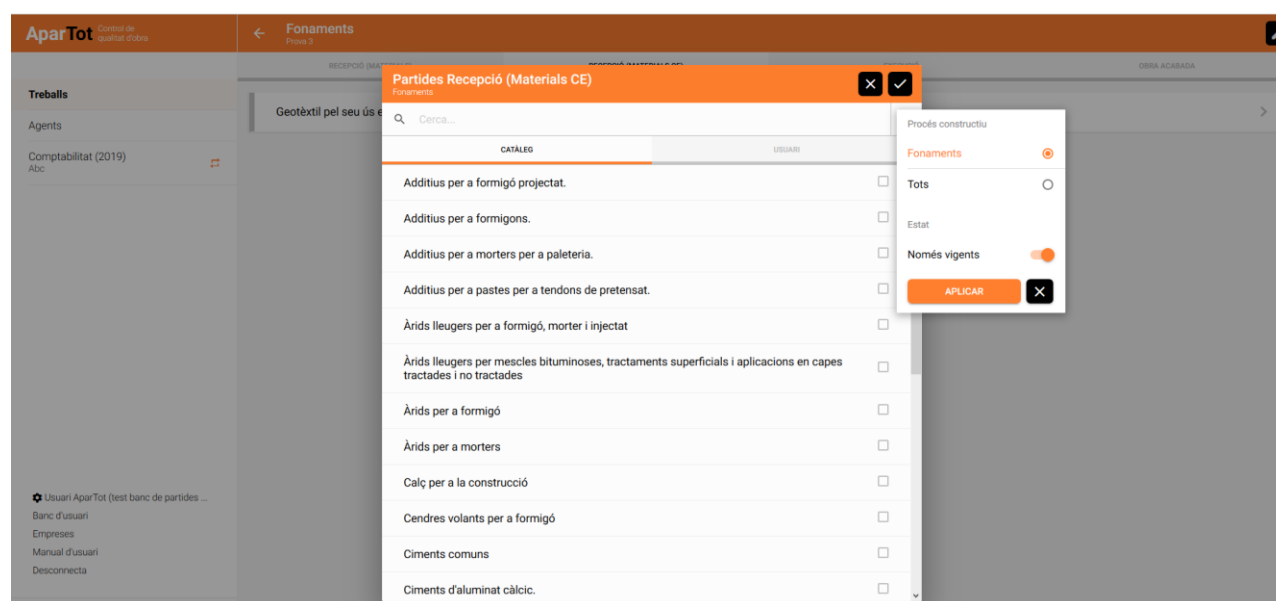 AparTot Control de
qualitat d'obra
Fonaments
Prova 3
RECEPCIÓ
OBRA ACABADA
Treballs
Agents
Comptabilitat (2019)
Abc
Geotèxtil pel seu ús e
Partides Recepció (Materials CE)
Fonaments
Cerca...
CATÀLEG
USUARI
Additius per a formigó projectat.
Additius per a formigons.
Additius per a morters per a paleteria.
Additius per a pastes per a tendons de pretensat.
Àrids lleugers per a formigó, morter i injectat
Àrids lleugers per mescles bituminoses, tractaments superficials i aplicacions en capes
tractades i no tractades
Àrids per a formigó
Àrids per a morters
Calç per a la construcció
Cendres volants per a formigó
Ciments comuns
Ciments d'aluminat càlcic.
Procés constructiu
Fonaments
Tots
Estat
Només vigents
APLICAR
Usuari AparTot (test banc de partides ...
Banc d'usuari
Empreses
Manual d'usuari
Desconnecta